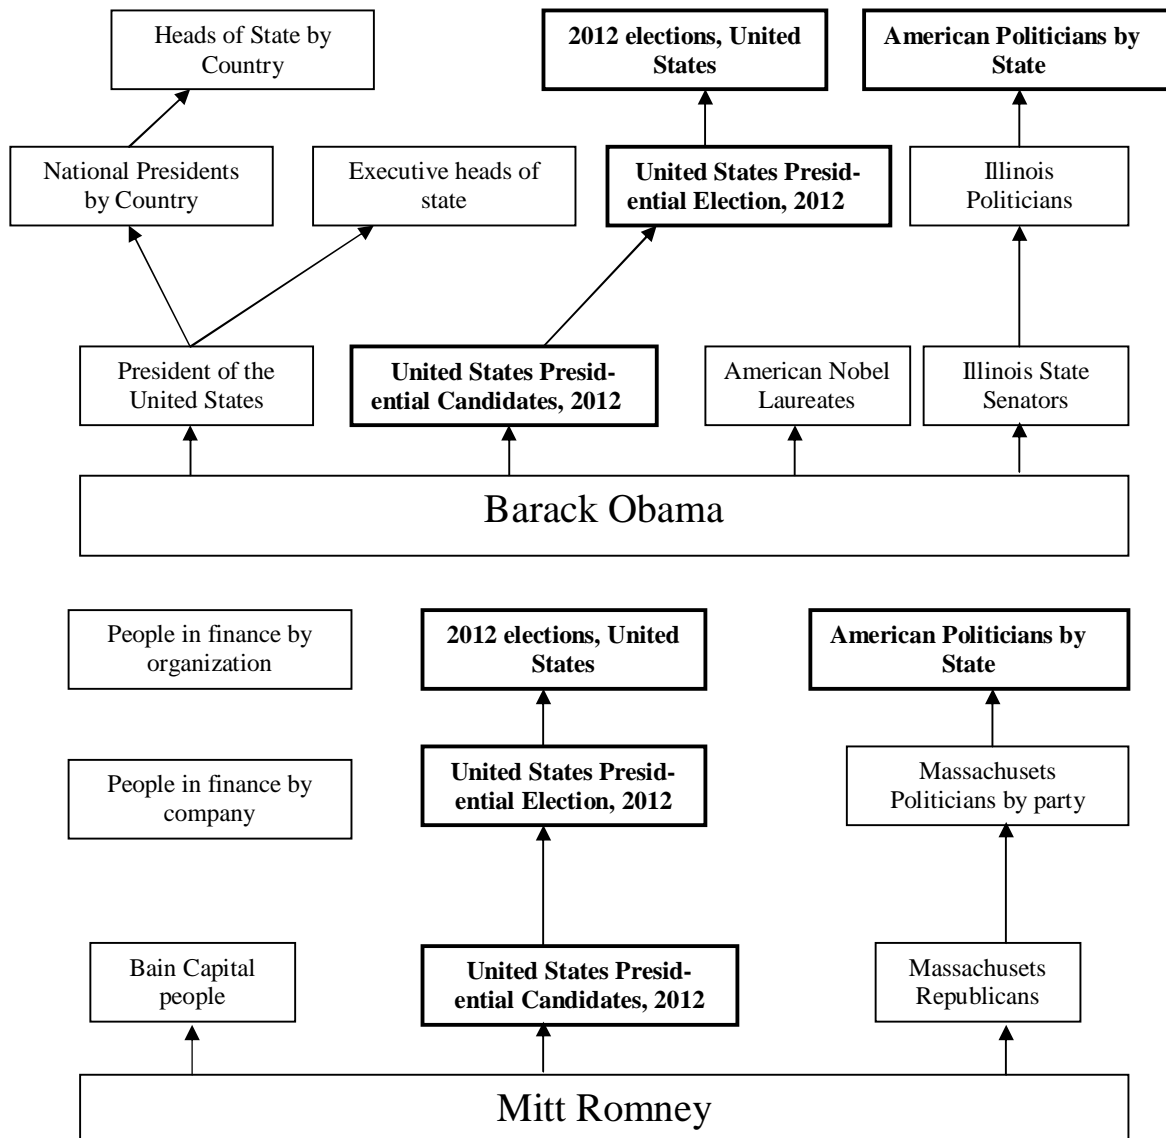 Heads of State by
Country
2012 elections, United
States
American Politicians by
State
National Presidents
by Country
Executive heads of
state
United States Presid-
ential Election, 2012
Illinois
Politicians
President of the
United States
United States Presid-
ential Candidates, 2012
American Nobel
Laureates
Illinois State
Senators
Barack Obama
People in finance by
organization
2012 elections, United
States
American Politicians by
State
People in finance by
company
United States Presid-
ential Election, 2012
Massachusets
Politicians by party
Bain Capital
people
United States Presid-
ential Candidates, 2012
Massachusets
Republicans
Mitt Romney